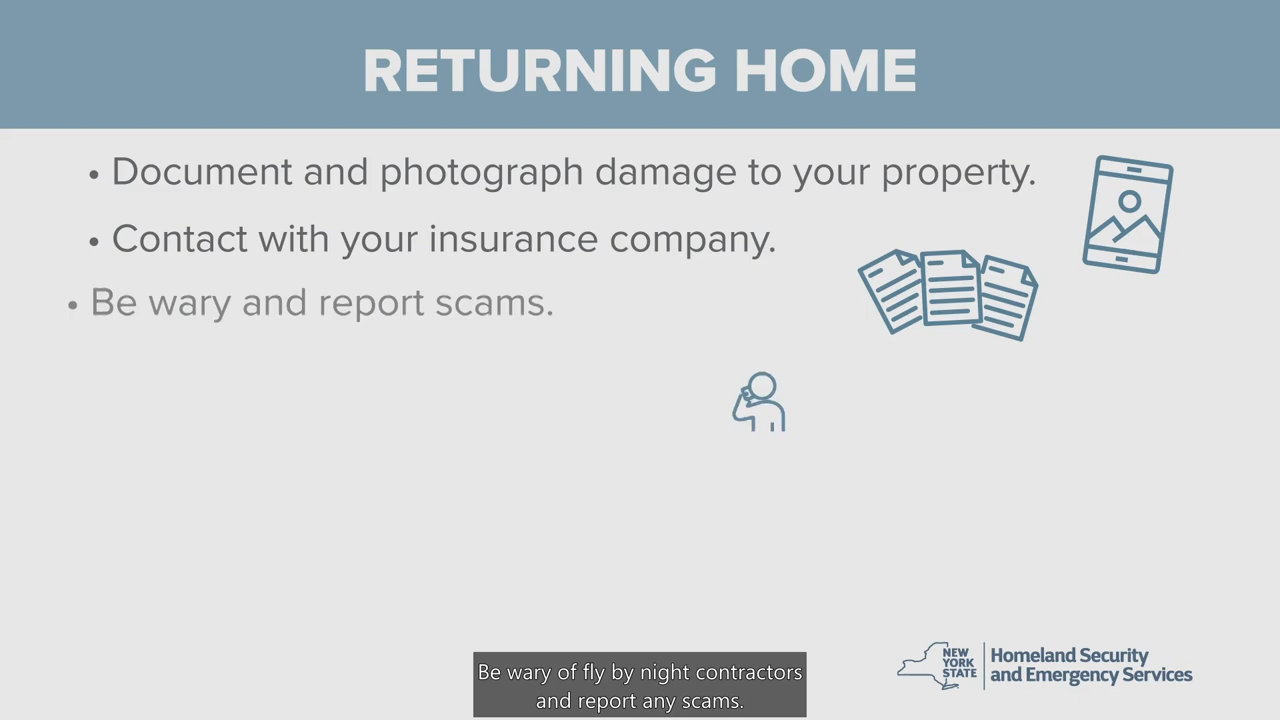 RETURNING HOME
• Document and photograph damage to your property.
• Contact with your insurance company.
• Be wary and report scams.
NEW
YORK
STATE
Homeland Security
and Emergency Services
Be wary of fly by night contractors
and report any scams.